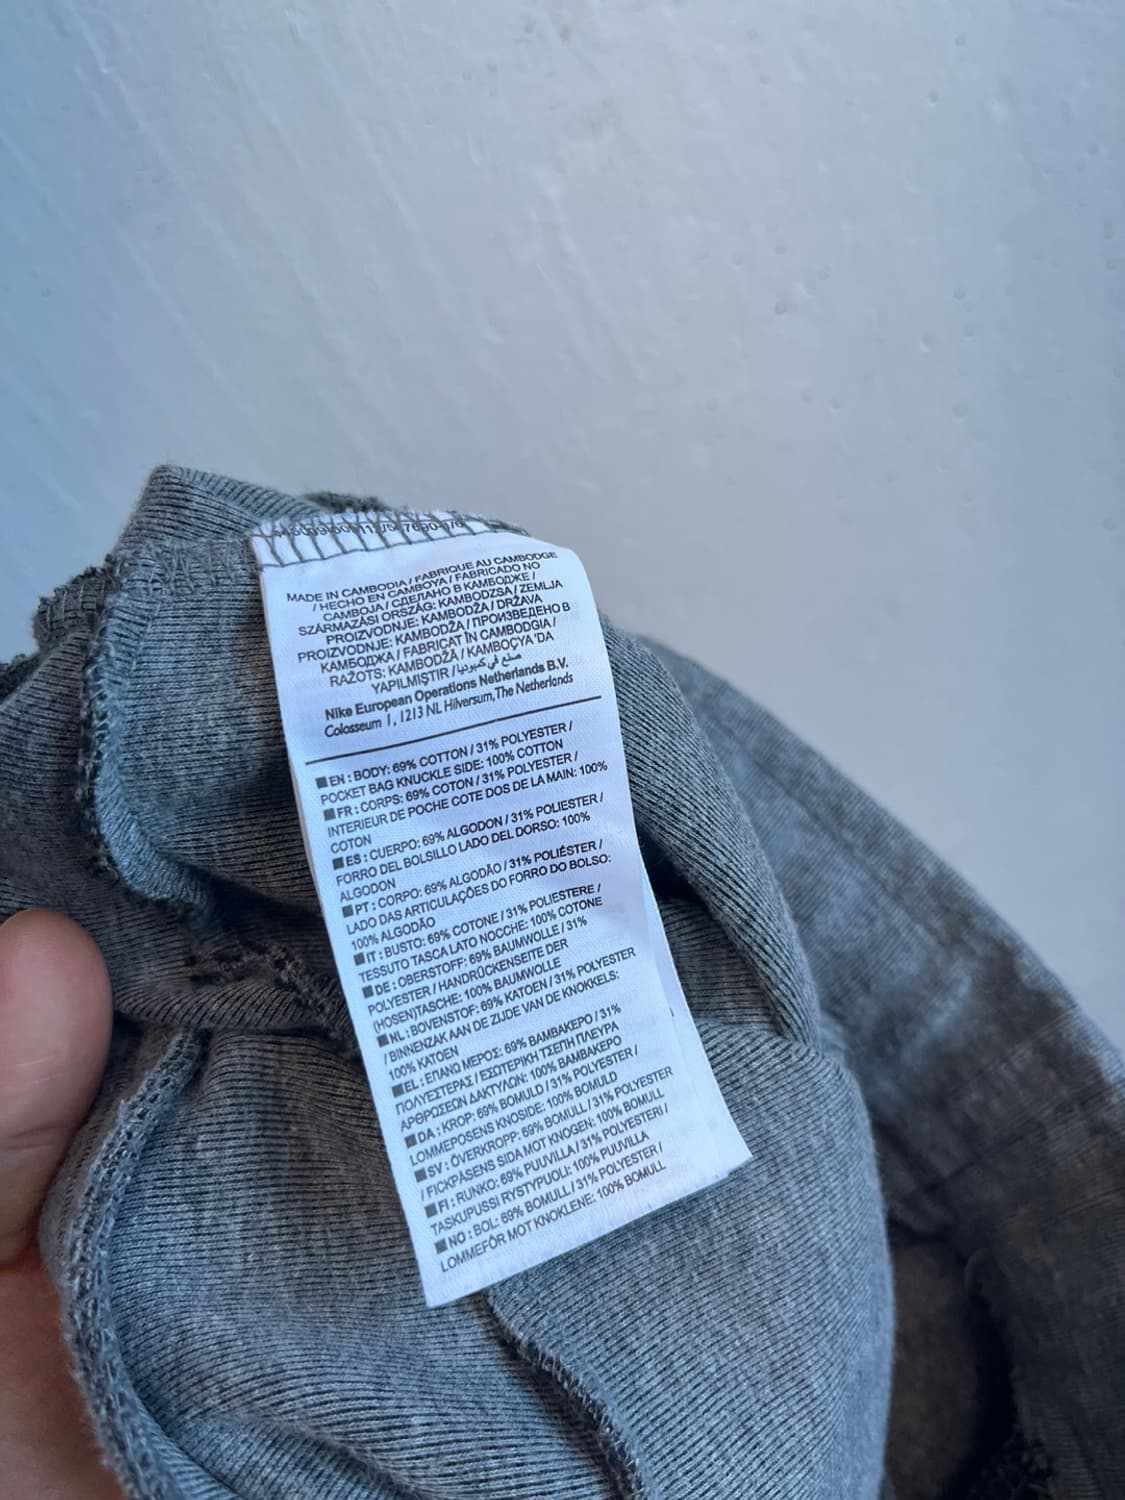 MADE IN CAMBODIA / FABRIQUE AU CAMBODGE
/ HECHO EN CAMBOYA / FABRICADO NO
CAMBOJA / СДЕЛАНО В КАМБОДЖЕ /
SZÁRMAZÁSI ORSZÁG: KAMBODZSA / ZEMLJA
PROIZVODNJE: KAMBODŽA / DRŽAVA
PROIZVODNJE: KAMBODŽA / ПРОИЗВЕДЕНО В
КАМБОДЖА / FABRICAT ÎN CAMBODGIA /
RAŽOTS: KAMBODŽĀ / KAMBOÇYA 'DA
YAPILMIŞTIR / صنع في كمبوديا
Nike European Operations Netherlands B.V.
Colosseum 1, 1213 NL Hilversum, The Netherlands
EN : BODY: 69% COTTON / 31% POLYESTER /
POCKET BAG KNUCKLE SIDE: 100% COTTON
FR : CORPS: 69% COTON / 31% POLYESTER /
INTERIEUR DE POCHE COTE DOS DE LA MAIN: 100%
COTON
ES : CUERPO: 69% ALGODON / 31% POLIESTER /
FORRO DEL BOLSILLO LADO DEL DORSO: 100%
ALGODON
PT : CORPO: 69% ALGODÃO / 31% POLIÉSTER /
LADO DAS ARTICULAÇÕES DO FORRO DO BOLSO:
100% ALGODÃO
IT : BUSTO: 69% COTONE / 31% POLIESTERE /
TESSUTO TASCA LATO NOCCHE: 100% COTONE
DE : OBERSTOFF: 69% BAUMWOLLE / 31%
POLYESTER / HANDRÜCKENSEITE DER
(HOSEN)TASCHE: 100% BAUMWOLLE
NL : BOVENSTOF: 69% KATOEN / 31% POLYESTER
/ BINNENZAK AAN DE ZIJDE VAN DE KNOKKELS:
100% KATOEN
EL : ΕΠΑΝΩ ΜΕΡΟΣ: 69% ΒΑΜΒΑΚΕΡΟ / 31%
ΠΟΛΥΕΣΤΕΡΑΣ / ΕΣΩΤΕΡΙΚΗ ΤΣΕΠΗ ΠΛΕΥΡΑ
ΑΡΘΡΩΣΕΩΝ ΔΑΚΤΥΛΩΝ: 100% ΒΑΜΒΑΚΕΡΟ
DA : KROP: 69% BOMULD / 31% POLYESTER /
LOMMEPOSENS KNOSIDE: 100% BOMULD
SV : ÖVERKROPP: 69% BOMULL / 31% POLYESTER
/ FICKPÅSENS SIDA MOT KNOGEN: 100% BOMULL
FI : RUNKO: 69% PUUVILLA / 31% POLYESTERI /
TASKUPUSSI RYSTYPUOLI: 100% PUUVILLA
NO : BOL: 69% BOMULL / 31% POLYESTER /
LOMMEFÔR MOT KNOKLENE: 100% BOMULL